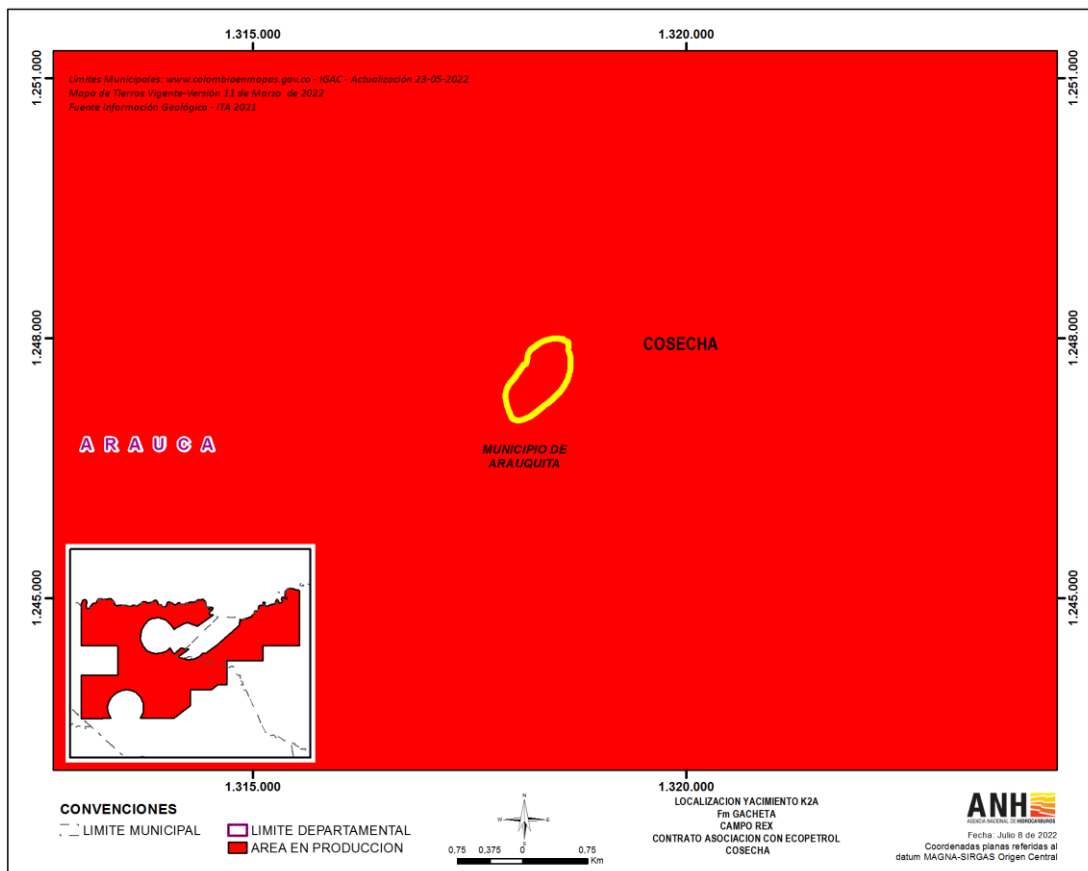 1.315.000
1.320.000
1.251.000
1.251.000
Límites Municipales: www.colombiaenmapas.gov.co - IGAC - Actualización 23-05-2022
Mapa de Tierras Vigente-Versión 11 de Marzo de 2022
Fuente Información Geológica - ITA 2021
1.248.000
COSECHA
1.248.000
ARAUCA
MUNICIPIO DE
ARAUQUITA
1.245.000
1.245.000
1.315.000
1.320.000
CONVENCIONES
LIMITE MUNICIPAL
LIMITE DEPARTAMENTAL
AREA EN PRODUCCION
N
W
E
S
0,75 0,375 0 0,75
Km
LOCALIZACION YACIMIENTO K2A
Fm GACHETA
CAMPO REX
CONTRATO ASOCIACION CON ECOPETROL
COSECHA
ANH
AGENCIA NACIONAL DE HIDROCARBUROS
Fecha: Julio 8 de 2022
Coordenadas planas referidas al
datum MAGNA-SIRGAS Origen Central